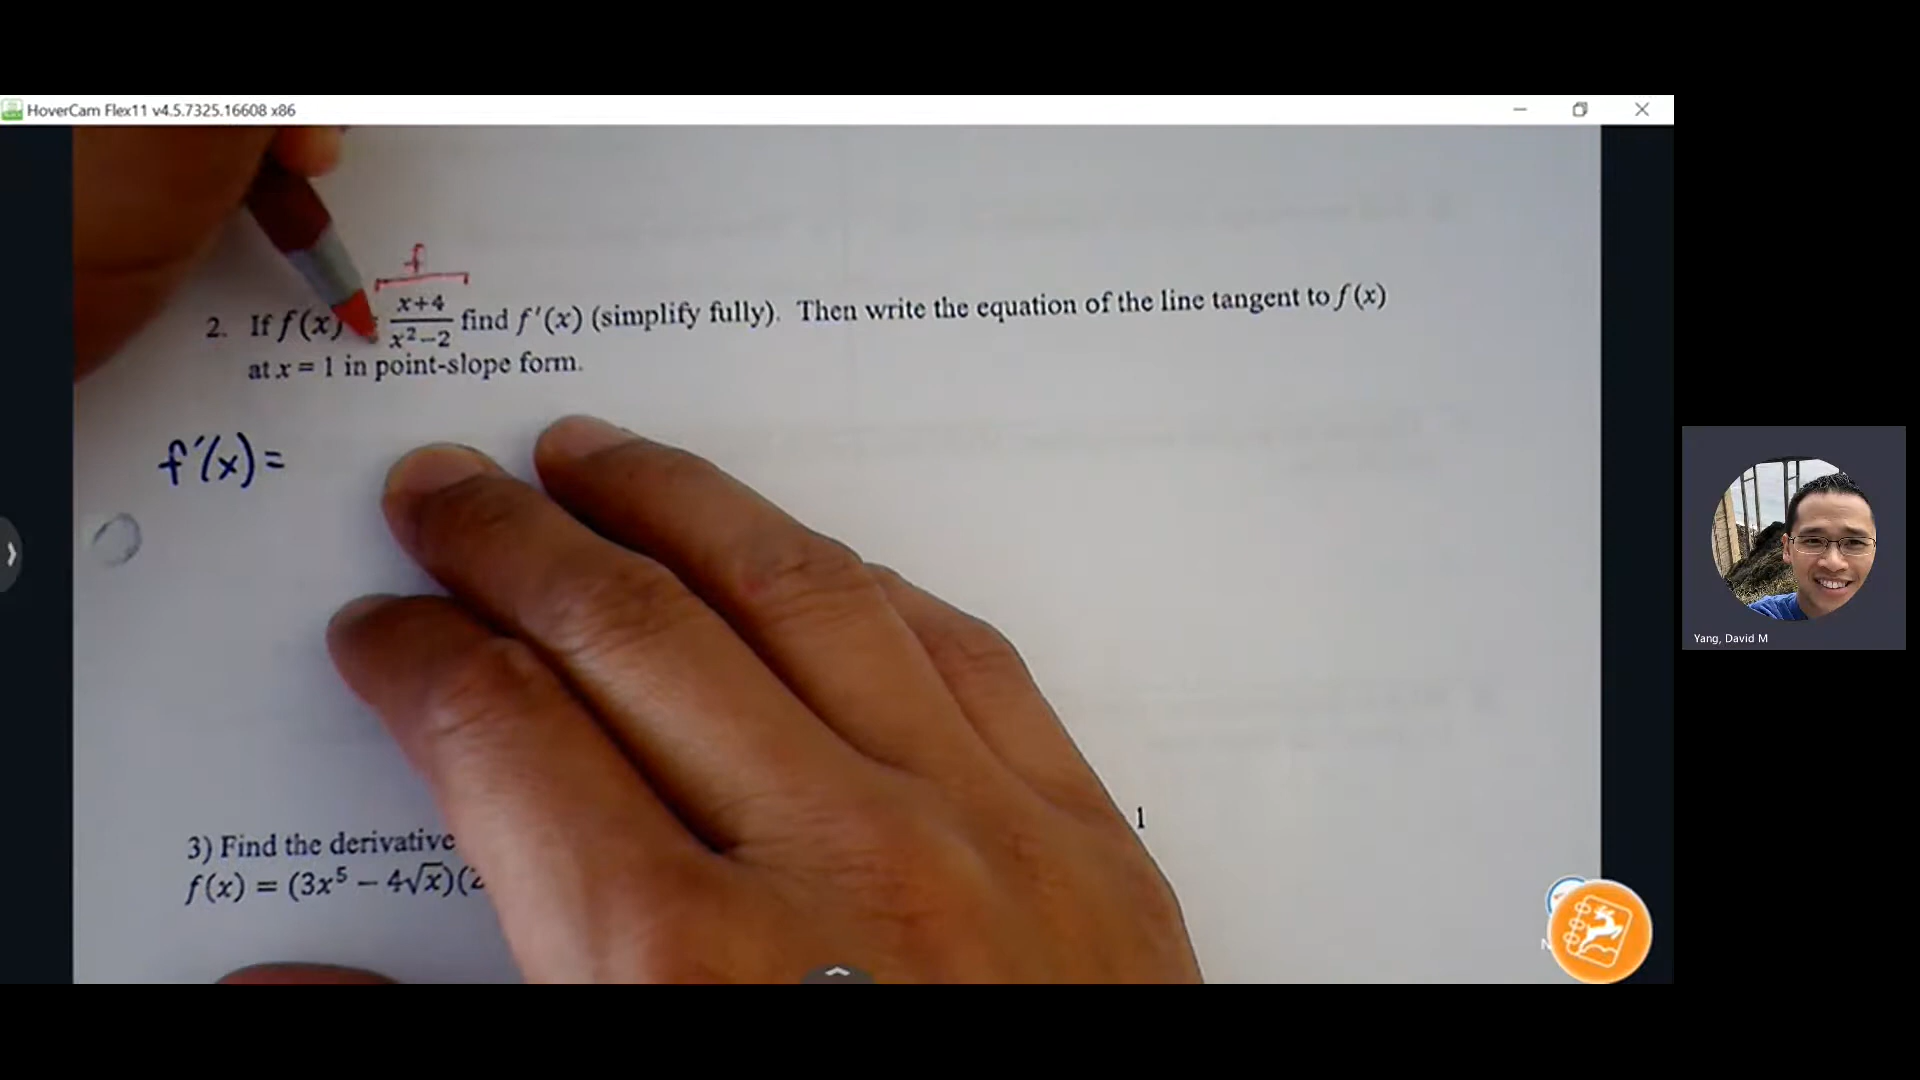 HoverCam Flex11 v4.5.7325.16608 x86
f
2. If f(x) x+4/x²−2 find f′(x) (simplify fully). Then write the equation of the line tangent to f(x)
at x = 1 in point-slope form.
f′(x)=
1
3) Find the derivative
f(x) = (3x⁵ − 4√x)(2
Yang, David M
N